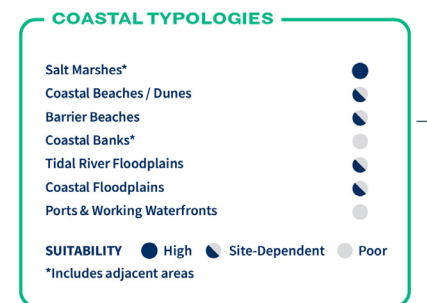 COASTAL TYPOLOGIES
Salt Marshes*
Coastal Beaches / Dunes
Barrier Beaches
Coastal Banks*
Tidal River Floodplains
Coastal Floodplains
Ports & Working Waterfronts
SUITABILITY High Site-Dependent Poor
*Includes adjacent areas